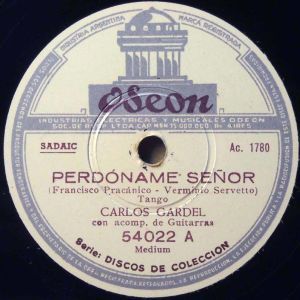 INDUSTRIA ARGENTINA
MARCA REGISTRADA
Odeon
INDUSTRIAS ELECTRICAS Y MUSICALES ODEON
SADAIC
Ac. 1780
PERDÓNAME SEÑOR
(Francisco Pracánico - Verminio Servetto)
Tango
CARLOS GARDEL
con acomp. de Guitarras
54022 A
Medium
Serie: DISCOS DE COLECCION